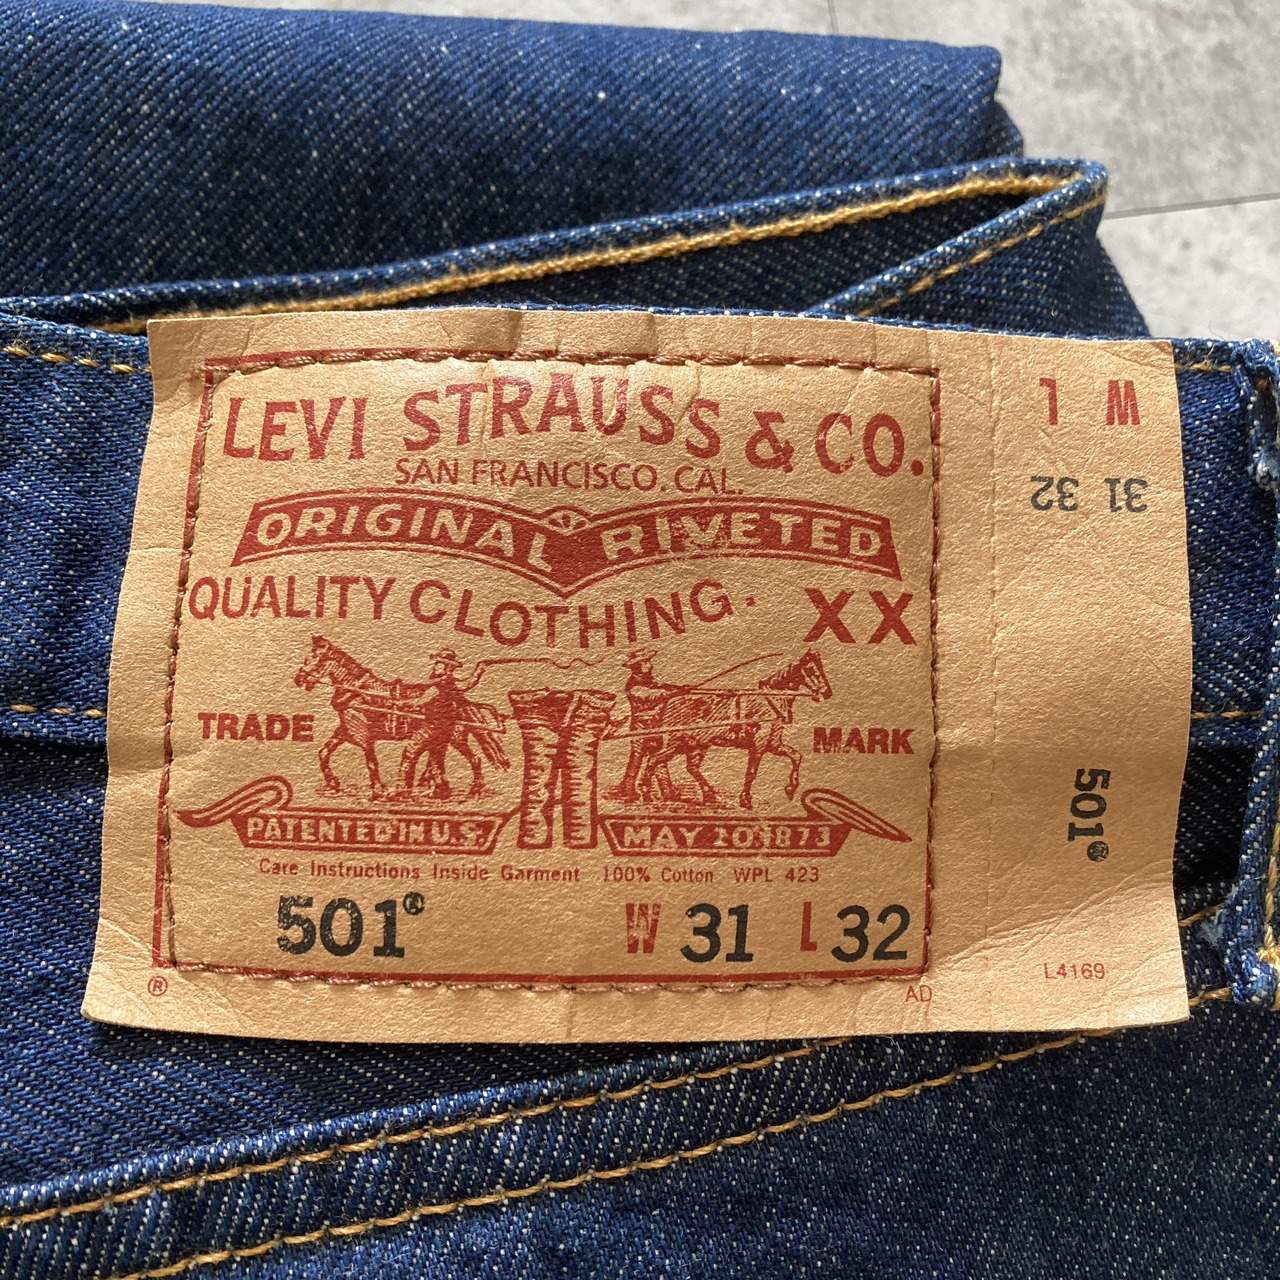 LEVI STRAUSS & CO.
SAN FRANCISCO. CAL.
ORIGINAL RIVETED
QUALITY CLOTHING. XX
TRADE MARK
PATENTED IN U.S. MAY 20 1873
Care Instructions Inside Garment 100% Cotton WPL 423
501® W 31 L 32
® AD
W L
31 32
501®
L4169